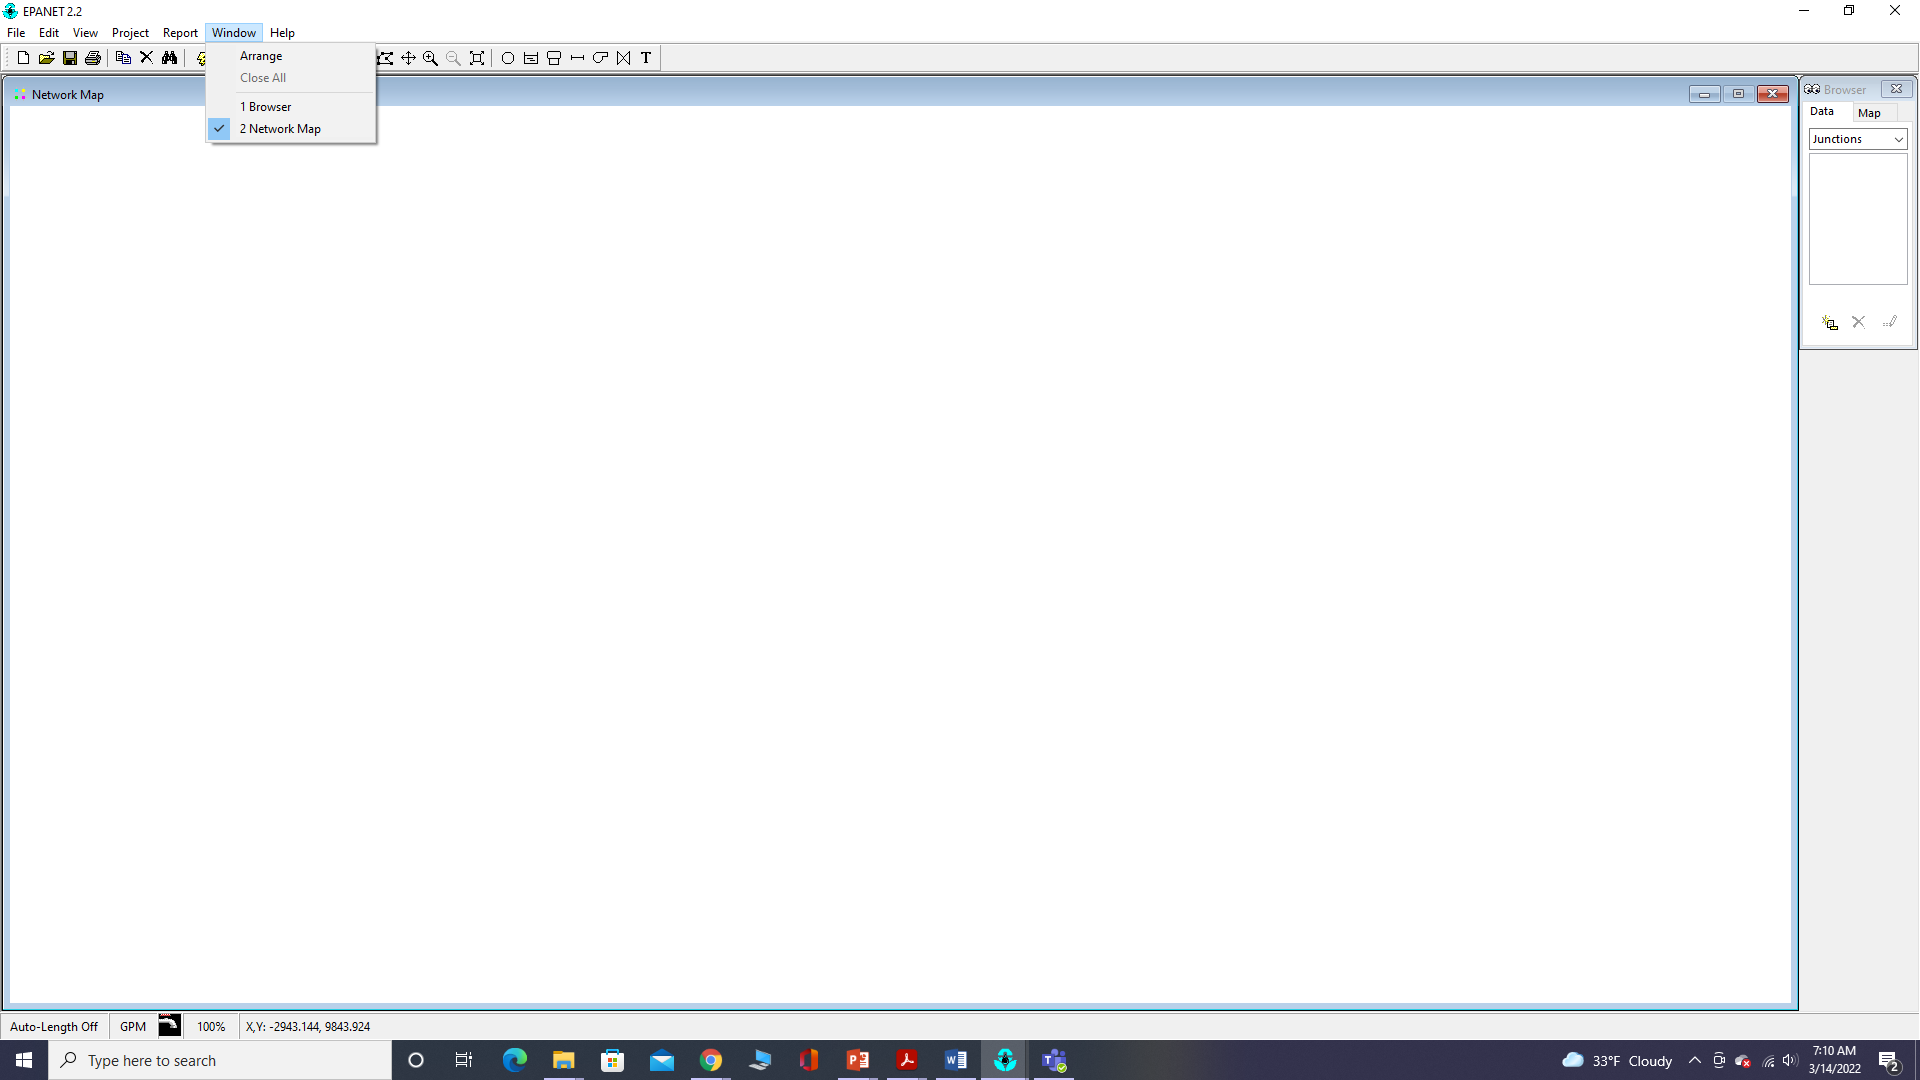 EPANET 2.2
File Edit View Project Report Window Help
T
Arrange
Close All
1 Browser
2 Network Map
Network Map
Browser
Data Map
Junctions
Auto-Length Off GPM 100% X,Y: -2943.144, 9843.924
Type here to search
33°F Cloudy
7:10 AM
3/14/2022
2